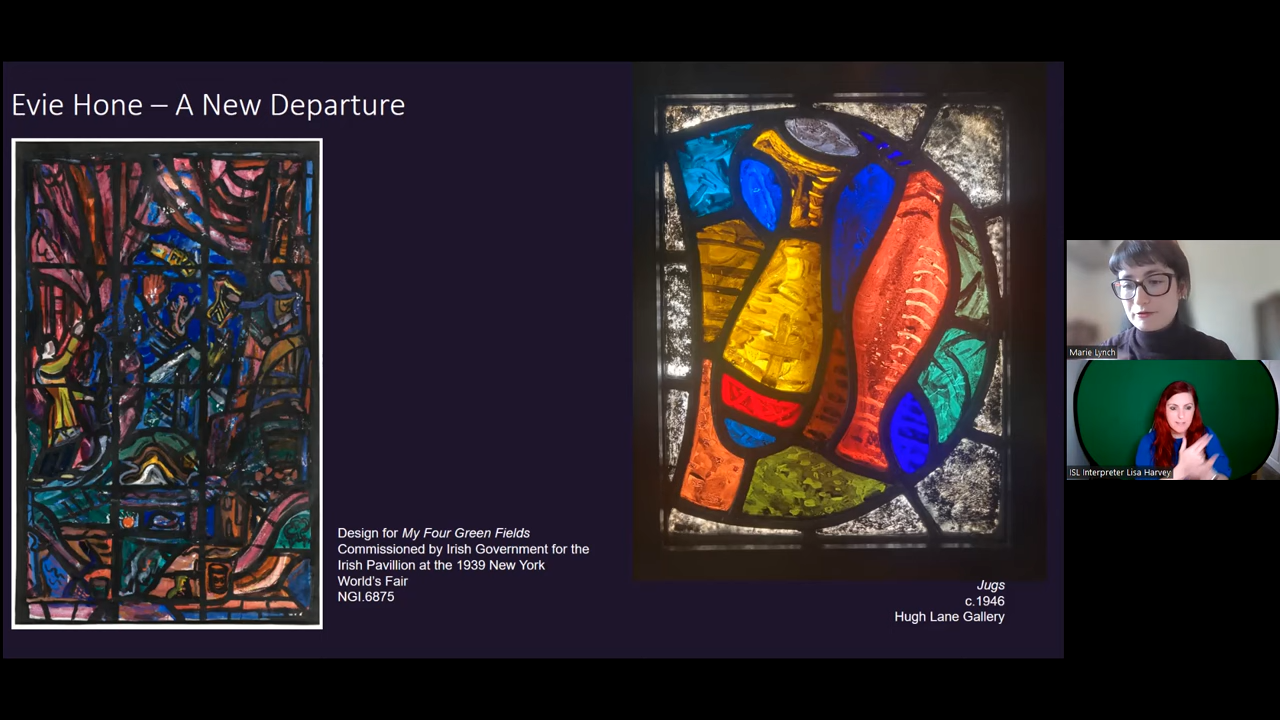 Evie Hone – A New Departure
Design for My Four Green Fields
Commissioned by Irish Government for the
Irish Pavillion at the 1939 New York
World's Fair
NGI.6875
Jugs
c.1946
Hugh Lane Gallery
Marie Lynch
ISL Interpreter Lisa Harvey